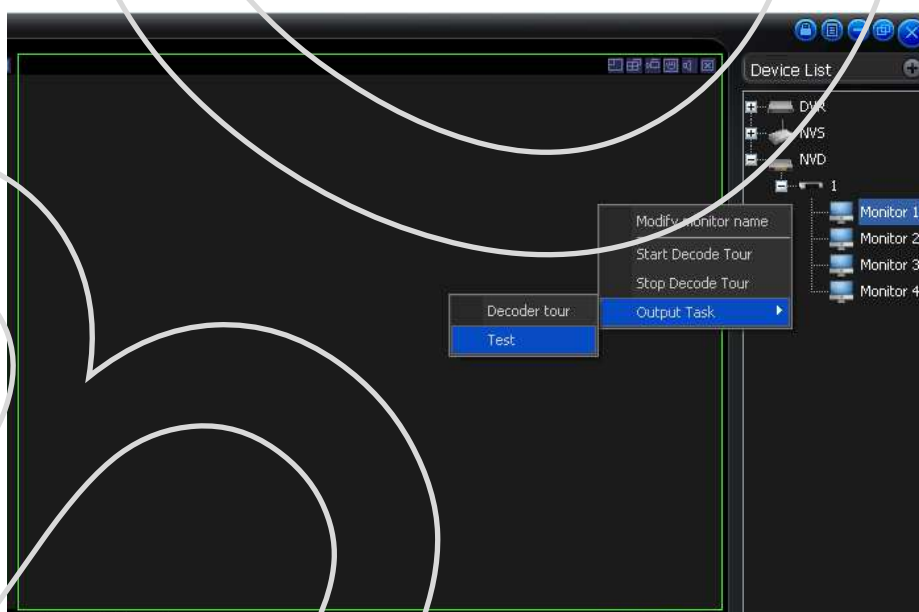 Device List
DVR
NVS
NVD
1
Monitor 1
Modify monitor name
Monitor 2
Start Decode Tour
Monitor 3
Stop Decode Tour
Monitor 4
Decoder tour
Output Task
Test